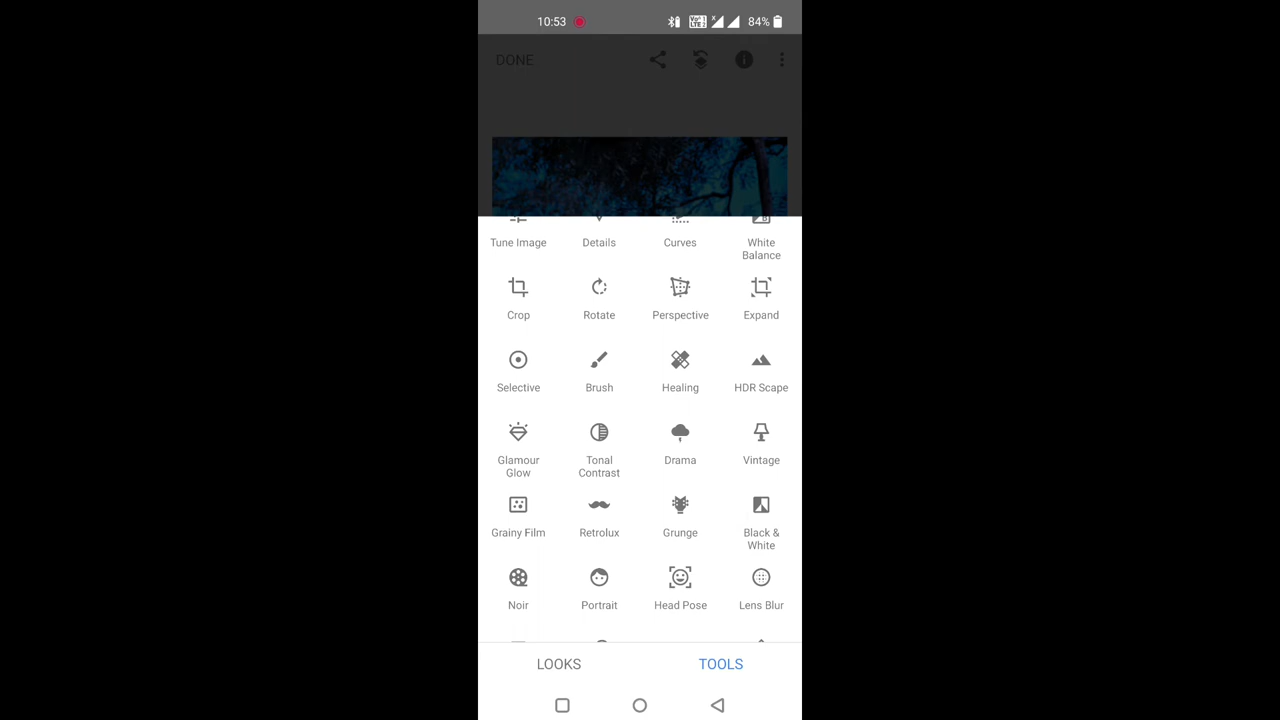 10:53 84%
DONE
Tune Image Details Curves White
Balance
Crop Rotate Perspective Expand
Selective Brush Healing HDR Scape
Glamour Tonal Drama Vintage
Glow Contrast
Grainy Film Retrolux Grunge Black &
White
Noir Portrait Head Pose Lens Blur
LOOKS TOOLS